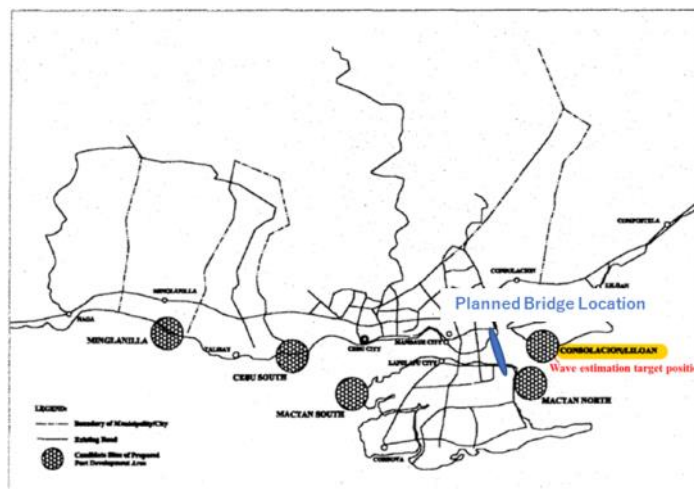 COMPOSTELA
CONSOLACION
LILOAN
Planned Bridge Location
MINGLANILLA
NAGA
MINGLANILLA
TALISAY
CEBU SOUTH
CEBU CITY
MANDAUE CITY
LAPULAPU CITY
CONSOLACION/LILOAN
Wave estimation target positio
MACTAN SOUTH
MACTAN NORTH
CORDOVA
LEGEND:
Boundary of Municipality/City
Existing Road
Candidate Sites of Proposed
Port Development Area